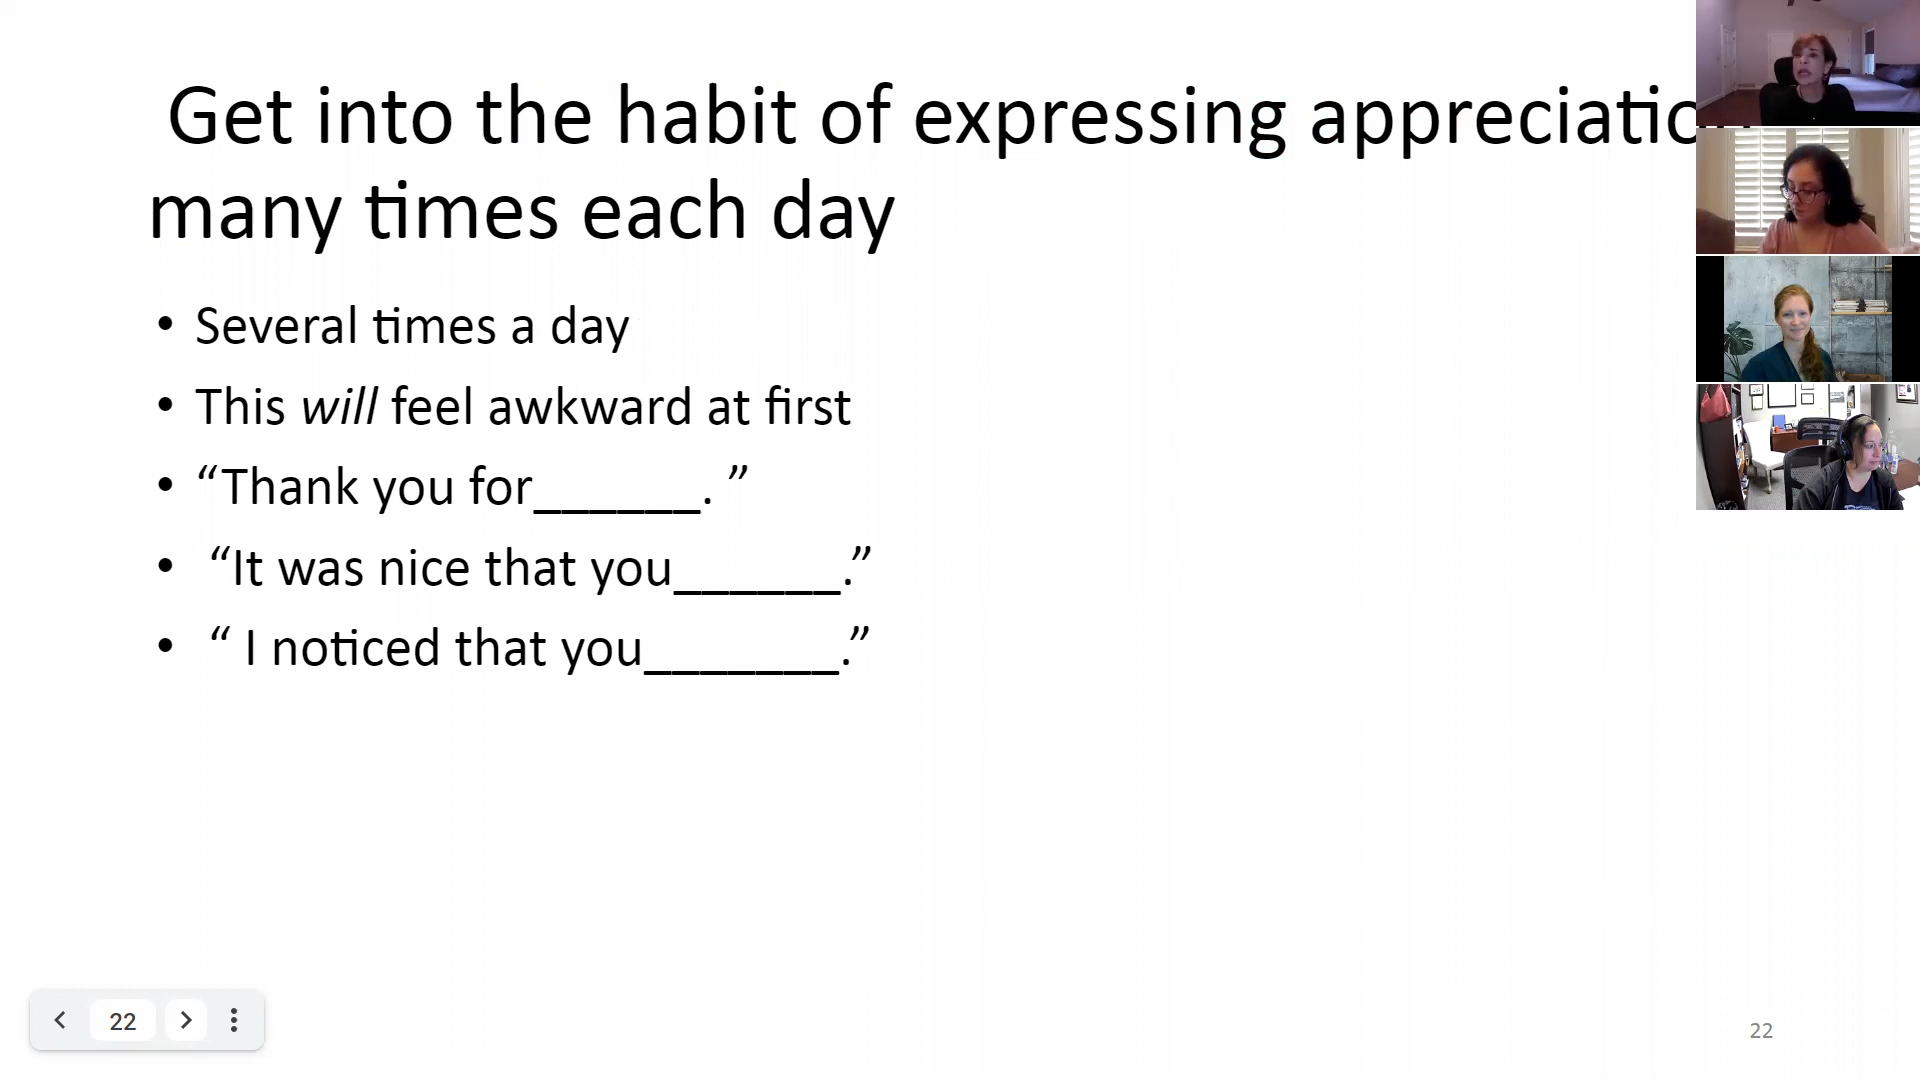 Get into the habit of expressing
many times each day
• Several times a day
• This will feel awkward at first
• “Thank you for______. ”
• “It was nice that you______.”
• “ I noticed that you_______.”
22
22